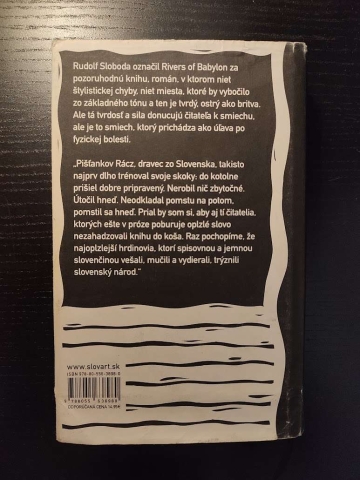 Rudolf Sloboda označil Rivers of Babylon za
pozoruhodnú knihu, román, v ktorom niet
štylistickej chyby, niet miesta, ktoré by vybočilo
zo základného tónu a ten je tvrdý, ostrý ako britva.
Ale tá tvrdosť a sila donucujú čitateľa k smiechu,
ale je to smiech, ktorý prichádza ako úľava po
fyzickej bolesti.
„Pišťankov Rácz, dravec zo Slovenska, takisto
najprv dlho trénoval svoje skoky: do kotolne
prišiel dobre pripravený. Nerobil nič zbytočné.
Útočil hneď. Neodkladal pomstu na potom,
pomstil sa hneď. Prial by som si, aby aj tí čitatelia,
ktorých ešte v próze poburuje oplzlé slovo
nezahadzovali knihu do koša. Raz pochopíme, že
najoplzlejší hrdinovia, ktorí spisovnou a jemnou
slovenčinou vešali, mučili a vydierali, trýznili
slovenský národ."
www.slovart.sk
ODPORÚČANÁ CENA 14,95€